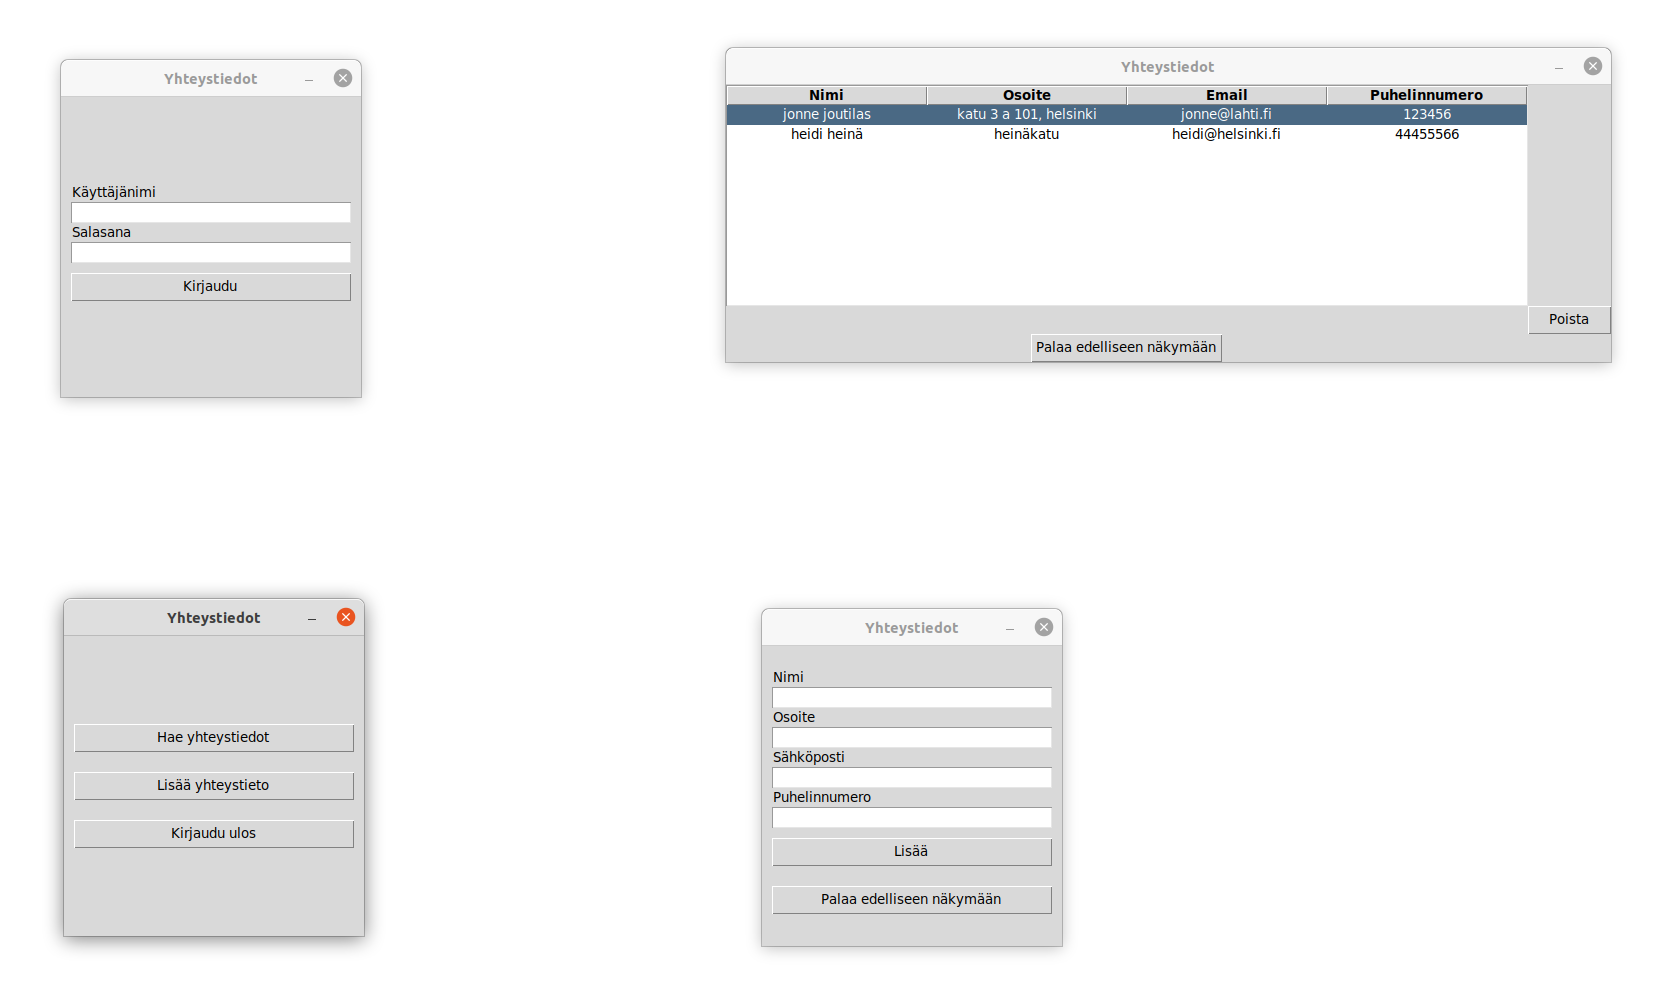 Yhteystiedot
Käyttäjänimi
Salasana
Kirjaudu
Yhteystiedot
Nimi Osoite Email Puhelinnumero
jonne joutilas katu 3 a 101, helsinki jonne@lahti.fi 123456
heidi heinä heinäkatu heidi@helsinki.fi 44455566
Poista
Palaa edelliseen näkymään
Yhteystiedot
Hae yhteystiedot
Lisää yhteystieto
Kirjaudu ulos
Yhteystiedot
Nimi
Osoite
Sähköposti
Puhelinnumero
Lisää
Palaa edelliseen näkymään